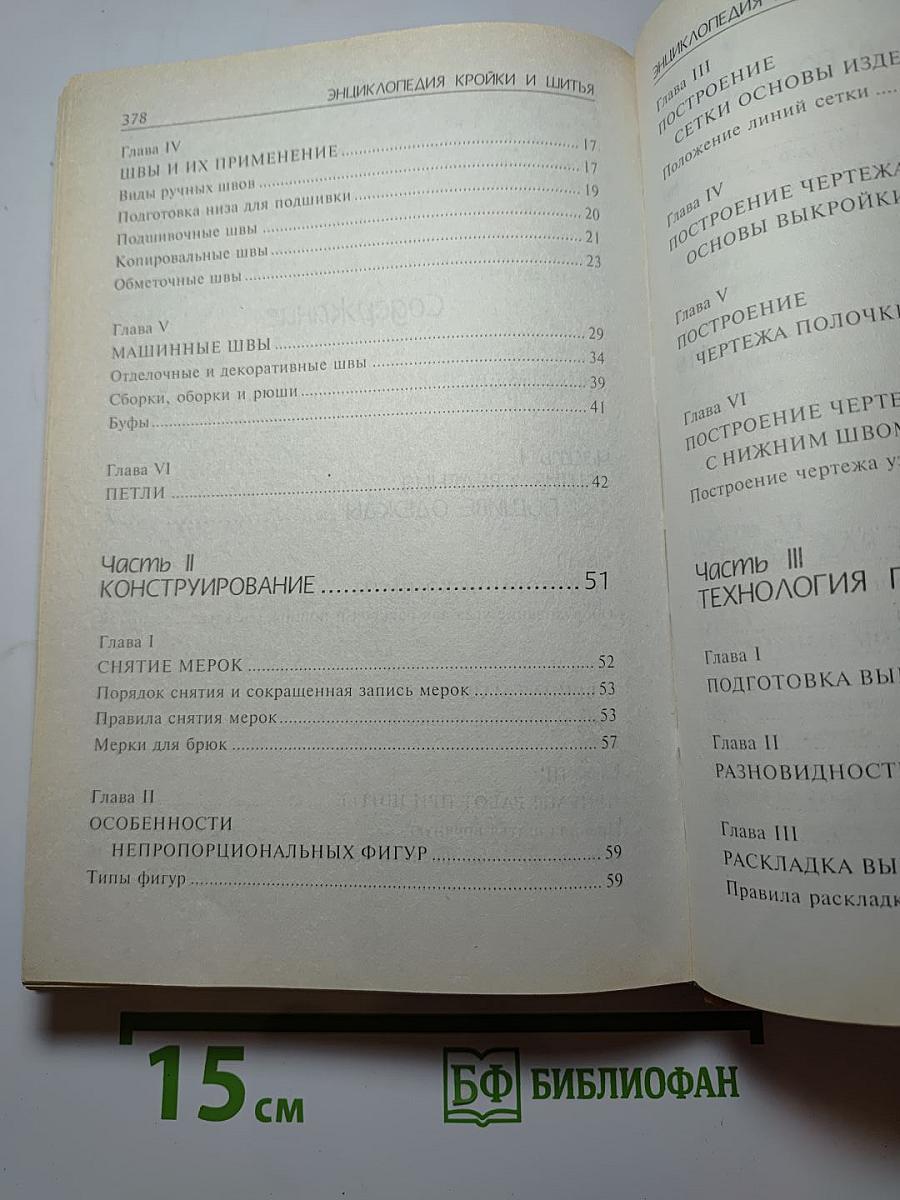 ЭНЦИКЛОПЕДИЯ КРОЙКИ И ШИТЬЯ
378
Глава IV
ШВЫ И ИХ ПРИМЕНЕНИЕ ... 17
Виды ручных швов ... 17
Подготовка низа для подшивки ... 19
Подшивочные швы ... 20
Копировальные швы ... 21
Обметочные швы ... 23
Глава V
МАШИННЫЕ ШВЫ ... 29
Отделочные и декоративные швы ... 34
Сборки, оборки и рюши ... 39
Буфы ... 41
Глава VI
ПЕТЛИ ... 42
Часть II
КОНСТРУИРОВАНИЕ ... 51
Глава I
СНЯТИЕ МЕРОК ... 52
Порядок снятия и сокращенная запись мерок ... 53
Правила снятия мерок ... 53
Мерки для брюк ... 57
Глава II
ОСОБЕННОСТИ
НЕПРОПОРЦИОНАЛЬНЫХ ФИГУР ... 59
Типы фигур ... 59
ЭНЦИКЛОПЕДИЯ
Глава III
ПОСТРОЕНИЕ
СЕТКИ ОСНОВЫ ИЗДЕ
Положение линий сетки ...
Глава IV
ПОСТРОЕНИЕ ЧЕРТЕЖА
ОСНОВЫ ВЫКРОЙКИ
Глава V
ПОСТРОЕНИЕ
ЧЕРТЕЖА ПОЛОЧК
Глава VI
ПОСТРОЕНИЕ ЧЕРТЕ
С НИЖНИМ ШВОМ
Построение чертежа у
Часть III
ТЕХНОЛОГИЯ П
Глава I
ПОДГОТОВКА ВЫ
Глава II
РАЗНОВИДНОСТ
Глава III
РАСКЛАДКА ВЫ
Правила расклад
15 см
БФ БИБЛИОФАН